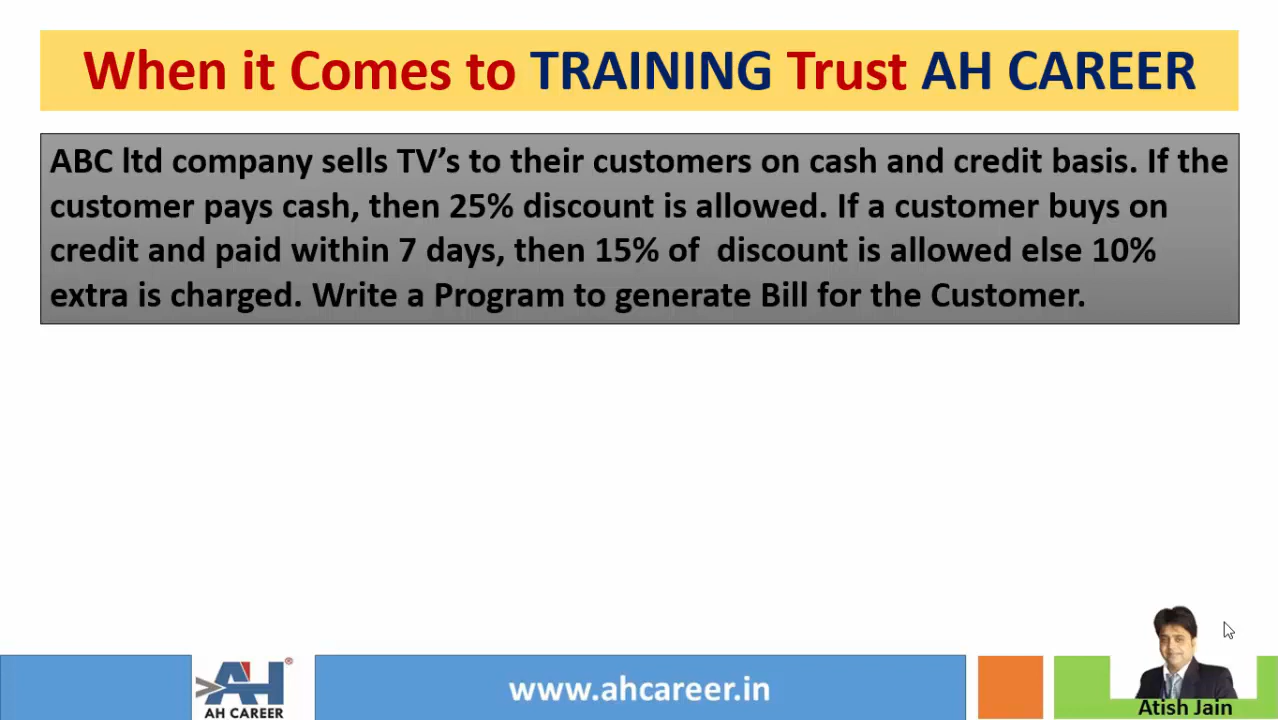 When it Comes to TRAINING Trust AH CAREER
ABC ltd company sells TV’s to their customers on cash and credit basis. If the
customer pays cash, then 25% discount is allowed. If a customer buys on
credit and paid within 7 days, then 15% of  discount is allowed else 10%
extra is charged. Write a Program to generate Bill for the Customer.
AH
®
AH CAREER
www.ahcareer.in
Atish Jain